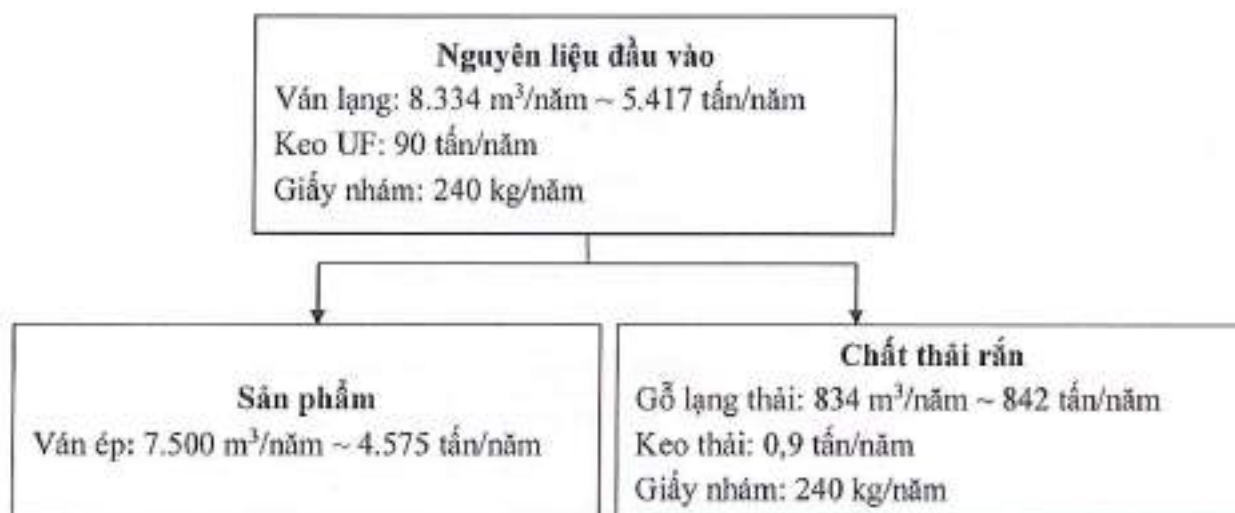 Nguyên liệu đầu vào
Ván lạng: 8.334 m³/năm ~ 5.417 tấn/năm
Keo UF: 90 tấn/năm
Giấy nhám: 240 kg/năm
Sản phẩm
Ván ép: 7.500 m³/năm ~ 4.575 tấn/năm
Chất thải rắn
Gỗ lạng thải: 834 m³/năm ~ 842 tấn/năm
Keo thải: 0,9 tấn/năm
Giấy nhám: 240 kg/năm